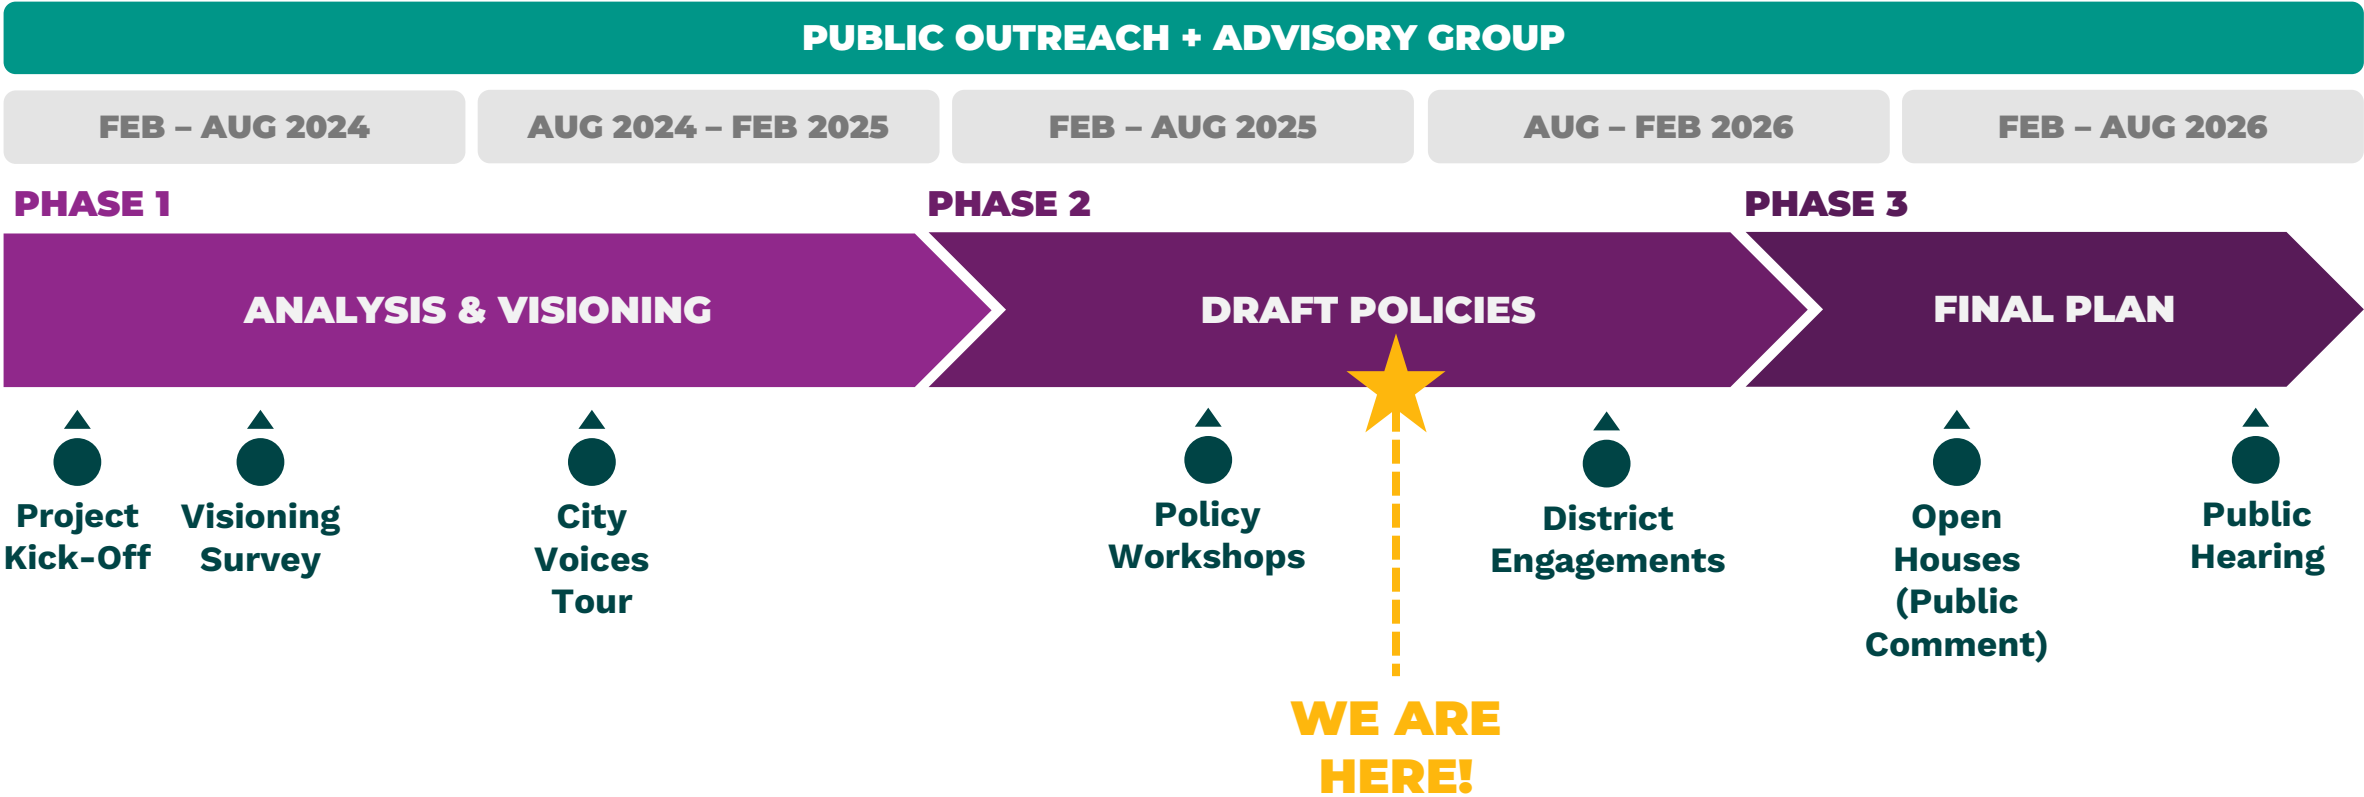 PUBLIC OUTREACH + ADVISORY GROUP
FEB – AUG 2024
AUG 2024 – FEB 2025
FEB – AUG 2025
AUG – FEB 2026
FEB – AUG 2026
PHASE 1
PHASE 2
PHASE 3
ANALYSIS & VISIONING
DRAFT POLICIES
FINAL PLAN
Project
Kick-Off
Visioning
Survey
City
Voices
Tour
Policy
Workshops
District
Engagements
Open
Houses
(Public
Comment)
Public
Hearing
WE ARE
HERE!